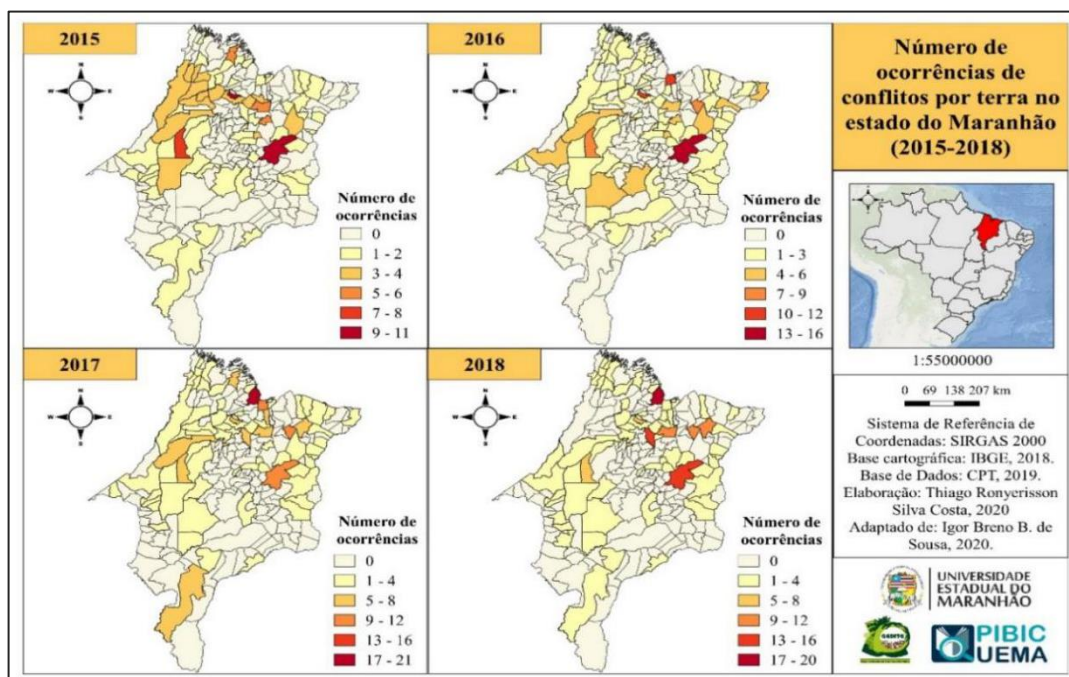 2015
N
W
E
S
Número de
ocorrências
0
1 - 2
3 - 4
5 - 6
7 - 8
9 - 11
2016
N
W
E
S
Número de
ocorrências
0
1 - 3
4 - 6
7 - 9
10 - 12
13 - 16
2017
N
W
E
S
Número de
ocorrências
0
1 - 4
5 - 8
9 - 12
13 - 16
17 - 21
2018
N
W
E
S
Número de
ocorrências
0
1 - 4
5 - 8
9 - 12
13 - 16
17 - 20
Número de
ocorrências de
conflitos por terra no
estado do Maranhão
(2015-2018)
1:55000000
0 69 138 207 km
Sistema de Referência de
Coordenadas: SIRGAS 2000
Base cartográfica: IBGE, 2018.
Base de Dados: CPT, 2019.
Elaboração: Thiago Ronyerisson
Silva Costa, 2020
Adaptado de: Igor Breno B. de
Sousa, 2020.
UNIVERSIDADE
ESTADUAL DO
MARANHÃO
PIBIC
UEMA